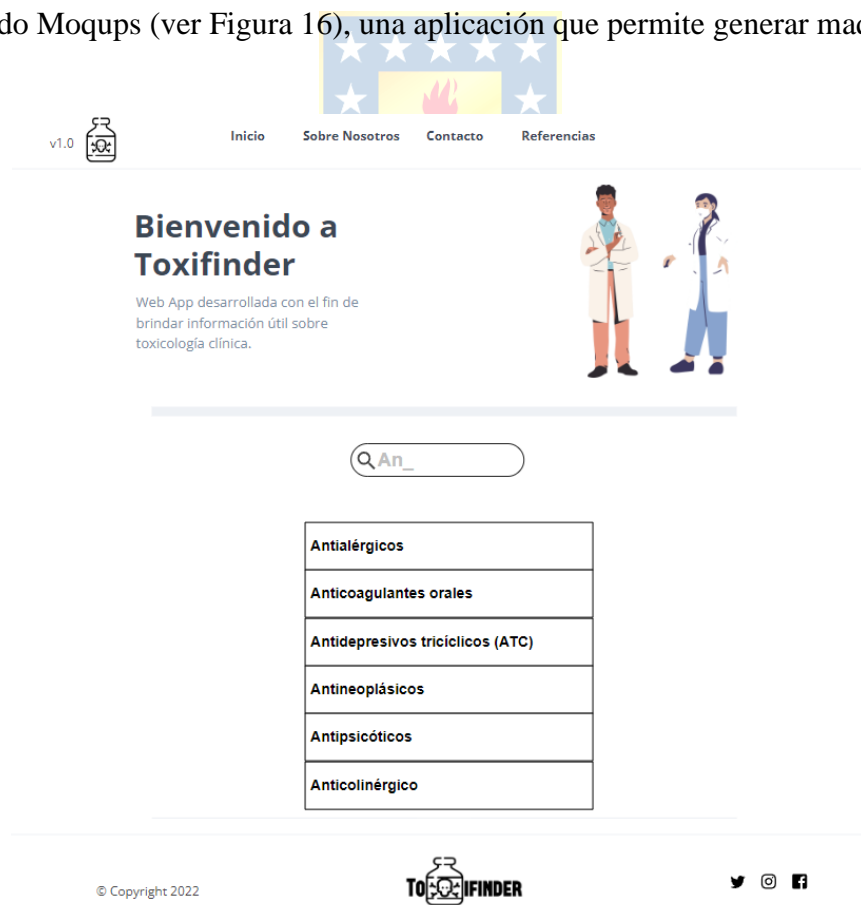 do Moqups (ver Figura 16), una aplicación que permite generar
v1.0
Inicio Sobre Nosotros Contacto Referencias
Bienvenido a
Toxifinder
Web App desarrollada con el fin de
brindar información útil sobre
toxicología clínica.
An_
Antialérgicos
Anticoagulantes orales
Antidepresivos tricíclicos (ATC)
Antineoplásicos
Antipsicóticos
Anticolinérgico
© Copyright 2022
TO IFINDER